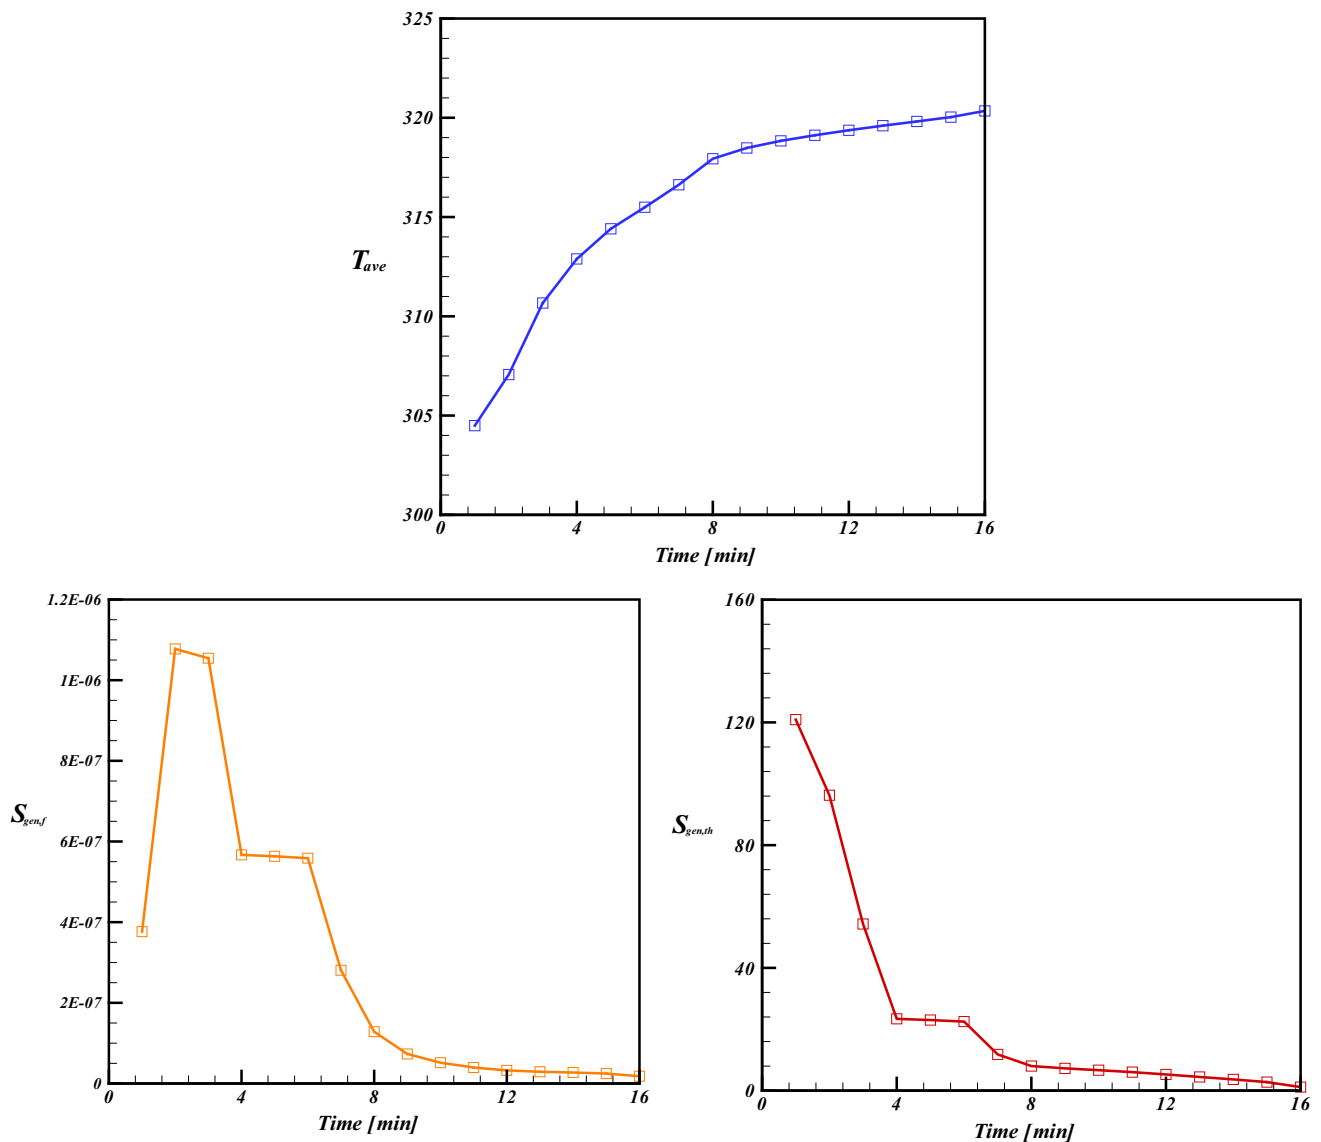 325
320
315
310
305
300
T_ave
0 4 8 12 16
Time [min]
1.2E-06
1E-06
8E-07
6E-07
4E-07
2E-07
0
S_gen,f
0 4 8 12 16
Time [min]
160
120
80
40
0
S_gen,th
0 4 8 12 16
Time [min]